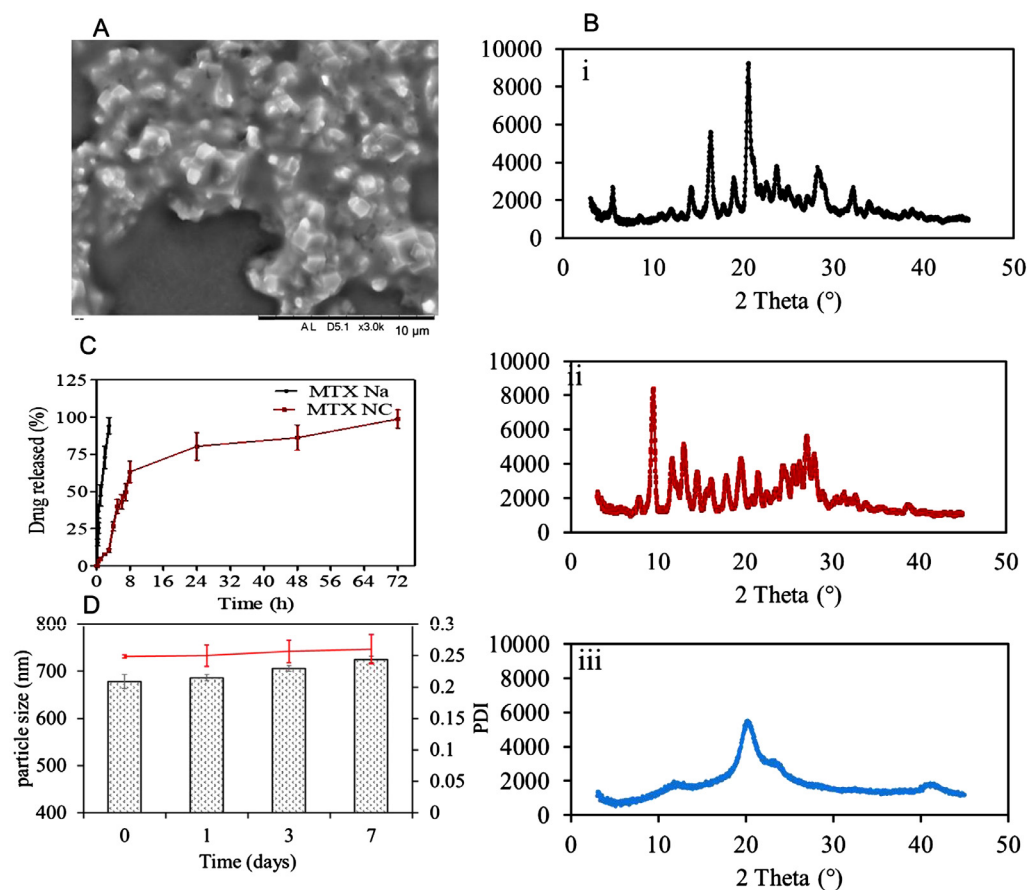 A
AL D5.1 x3.0k 10 μm
B
i
10000
8000
6000
4000
2000
0
0 10 20 30 40 50
2 Theta (°)
C
125
100
75
50
25
0
Drug released (%)
MTX Na
MTX NC
0 8 16 24 32 40 48 56 64 72
Time (h)
ii
10000
8000
6000
4000
2000
0
0 10 20 30 40 50
2 Theta (°)
D
800
700
600
500
400
particle size (nm)
0.3
0.25
0.2
0.15
0.1
0.05
0
PDI
0 1 3 7
Time (days)
iii
10000
8000
6000
4000
2000
0
0 10 20 30 40 50
2 Theta (°)